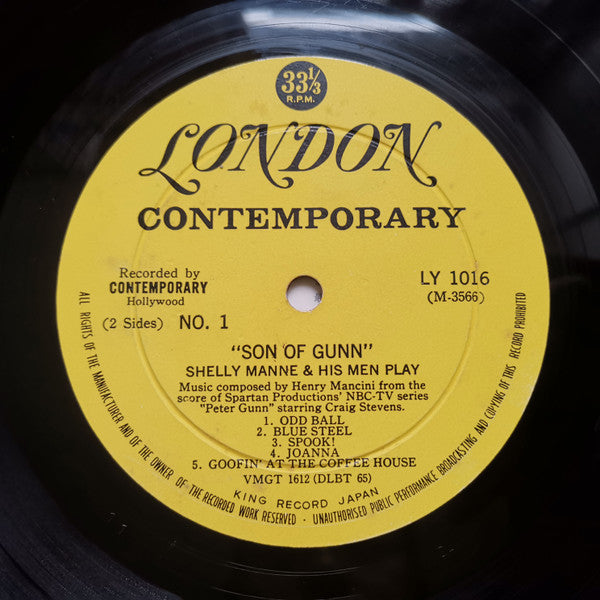 33⅓
R.P.M.
LONDON
CONTEMPORARY
Recorded by
CONTEMPORARY
Hollywood
LY 1016
(M-3566)
(2 Sides) NO. 1
"SON OF GUNN"
SHELLY MANNE & HIS MEN PLAY
Music composed by Henry Mancini from the
score of Spartan Productions' NBC-TV series
"Peter Gunn" starring Craig Stevens.
1. ODD BALL
2. BLUE STEEL
3. SPOOK!
4. JOANNA
5. GOOFIN' AT THE COFFEE HOUSE
VMGT 1612 (DLBT 65)
KING RECORD JAPAN
ALL RIGHTS OF THE MANUFACTURER AND OF THE OWNER OF THE RECORDED WORK RESERVED · UNAUTHORISED PUBLIC PERFORMANCE BROADCASTING AND COPYING OF THIS RECORD PROHIBITED